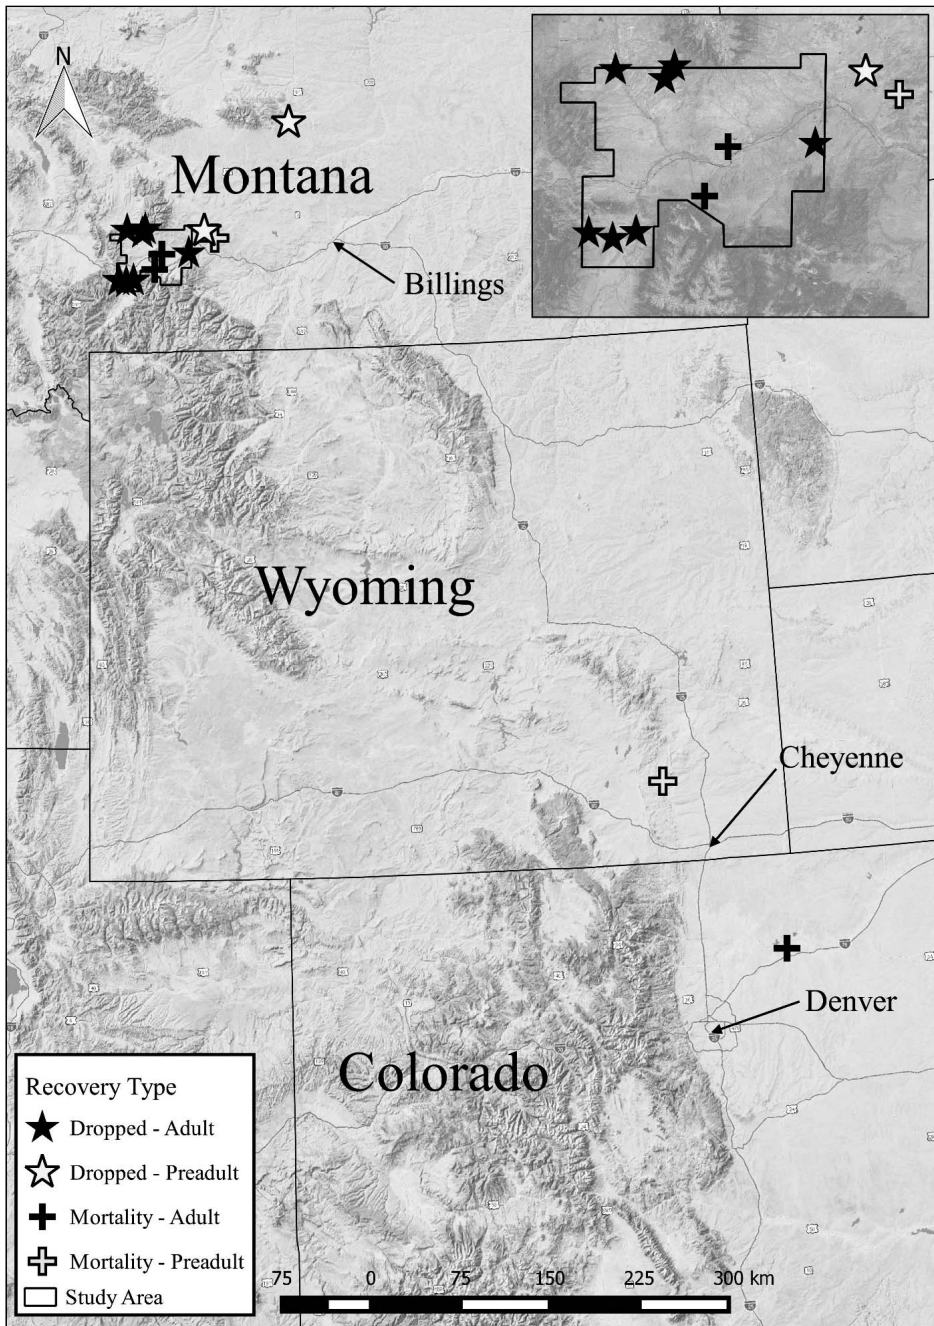 N
Montana
Billings
Wyoming
Cheyenne
Denver
Colorado
Recovery Type
Dropped - Adult
Dropped - Preadult
Mortality - Adult
Mortality - Preadult
Study Area
75 0 75 150 225 300 km